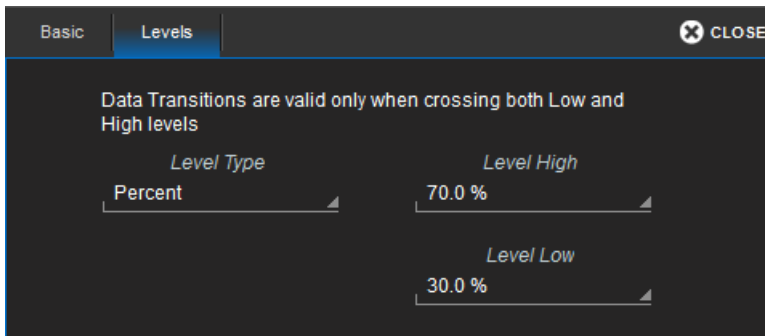 Basic Levels CLOSE
Data Transitions are valid only when crossing both Low and
High levels
Level Type Level High
Percent 70.0 %
Level Low
30.0 %